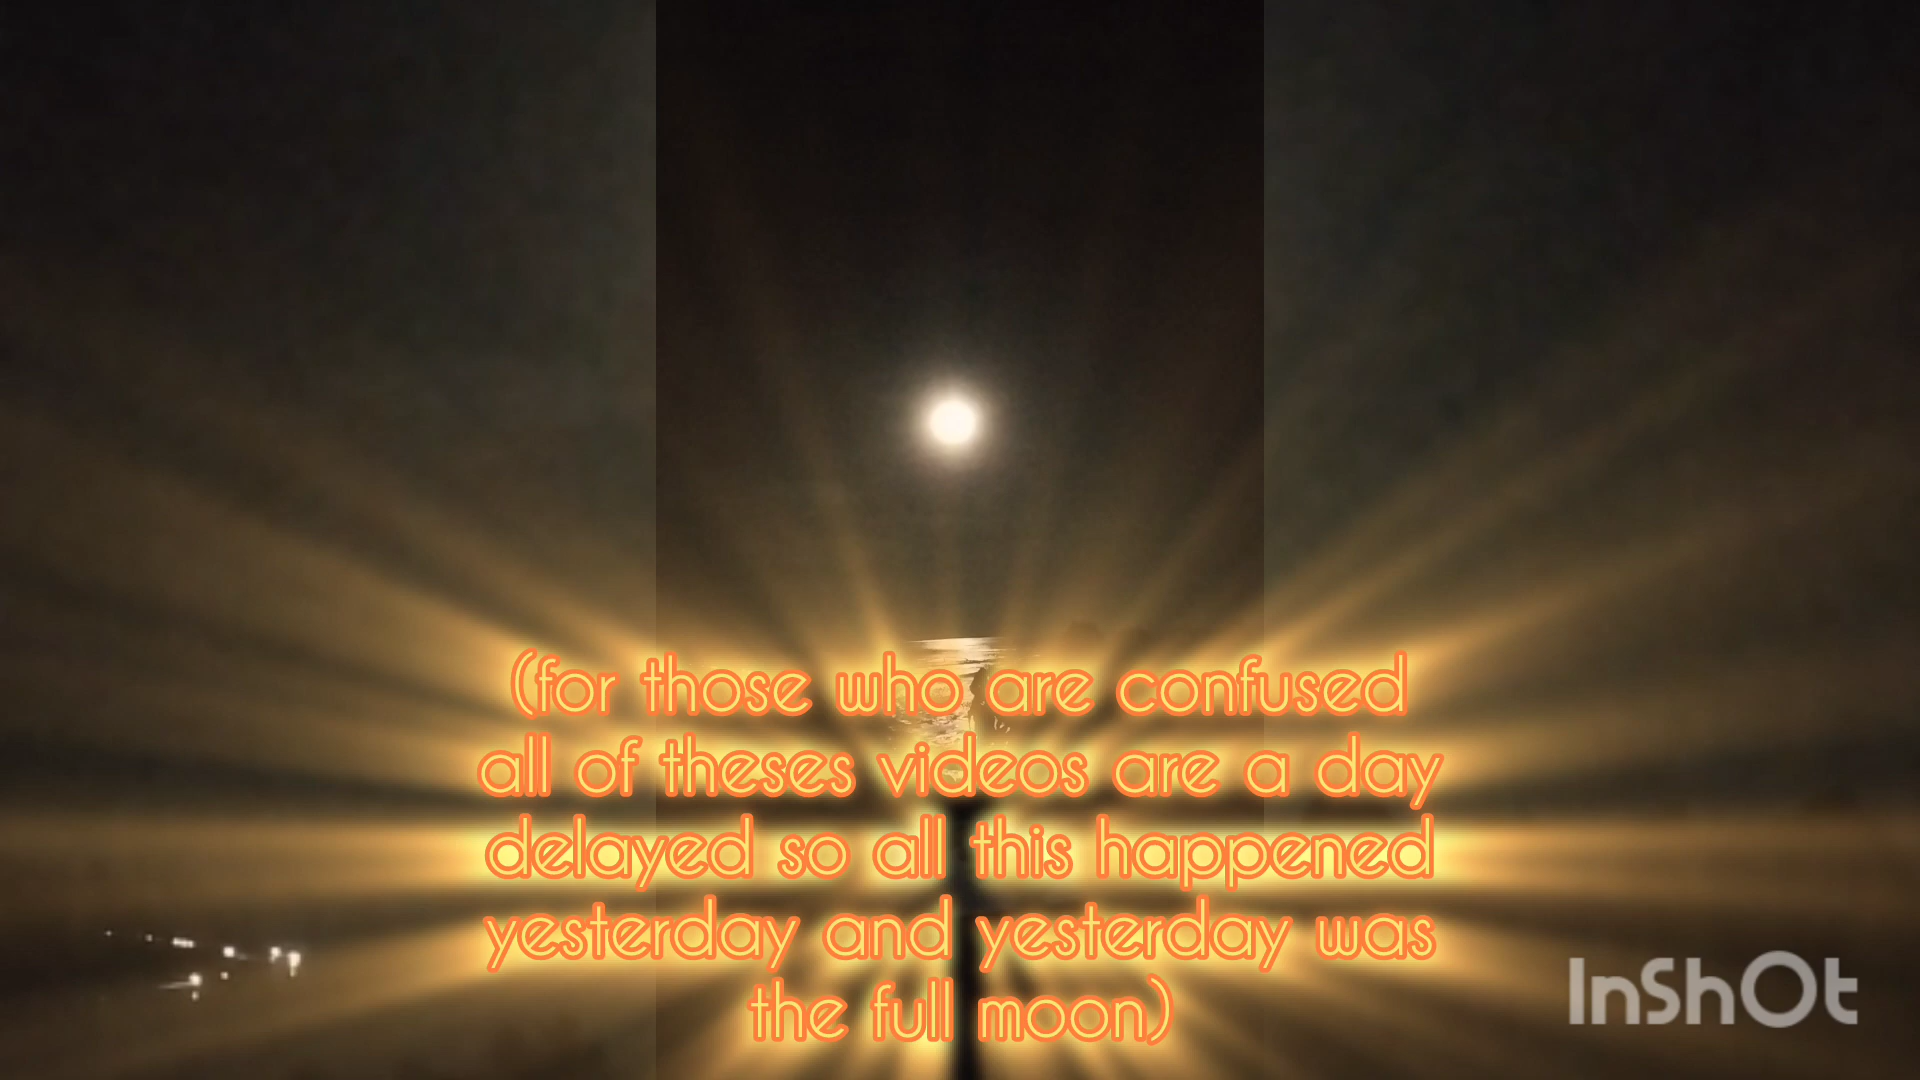 (for those who are confused
all of theses videos are a day
delayed so all this happened
yesterday and yesterday was
the full moon)
InShOt